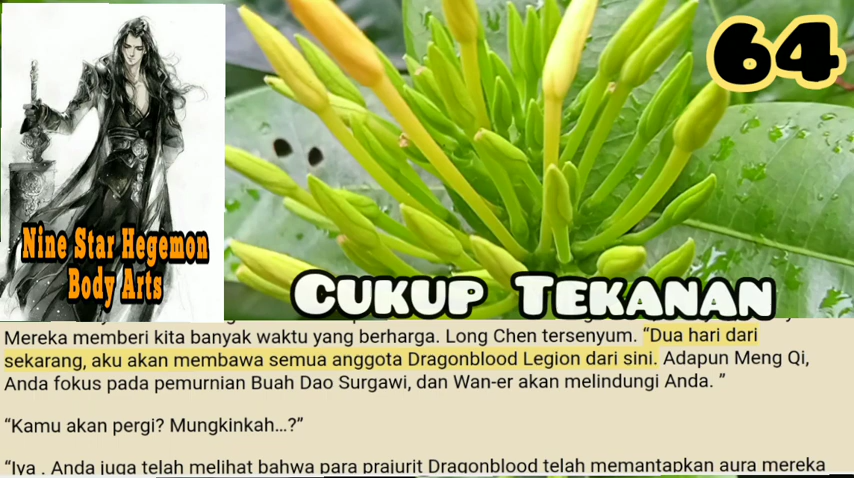 64
Nine Star Hegemon
Body Arts
CUKUP TEKANAN
Mereka memberi kita banyak waktu yang berharga. Long Chen tersenyum. “Dua hari dari
sekarang, aku akan membawa semua anggota Dragonblood Legion dari sini. Adapun Meng Qi,
Anda fokus pada pemurnian Buah Dao Surgawi, dan Wan-er akan melindungi Anda. ”
“Kamu akan pergi? Mungkinkah…?”
“Iya . Anda juga telah melihat bahwa para prajurit Dragonblood telah memantapkan aura mereka